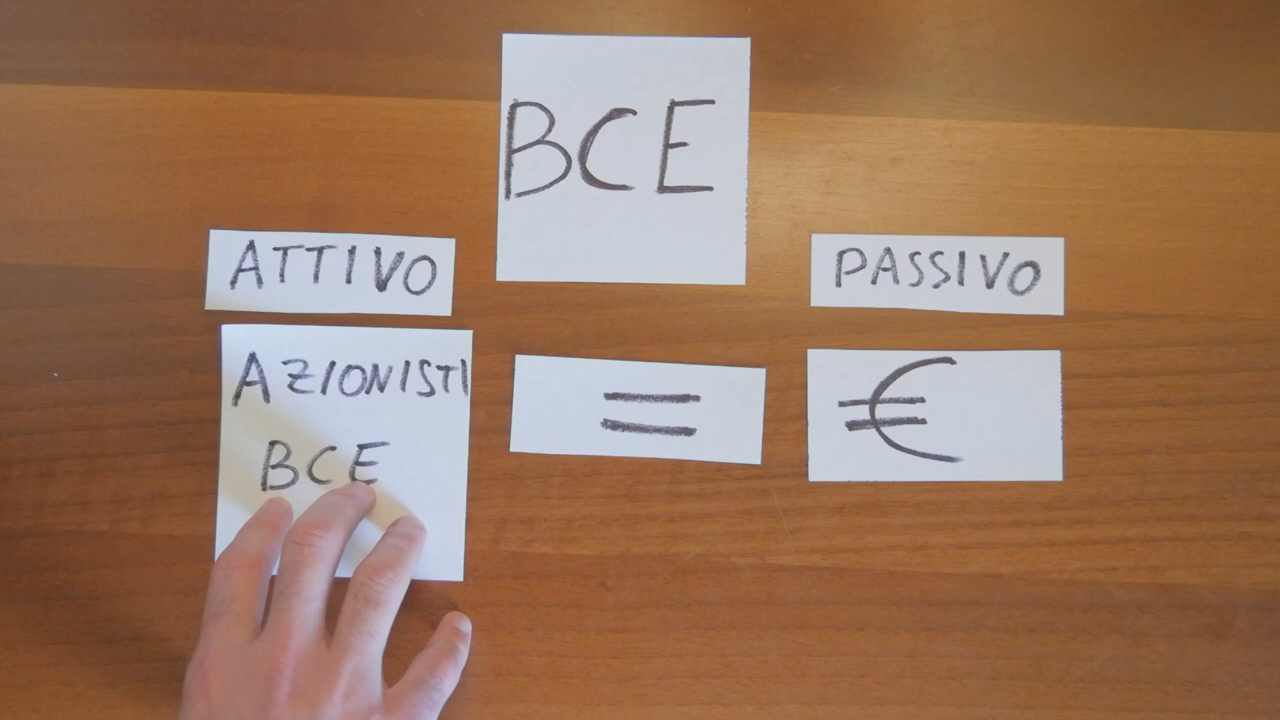 BCE
ATTIVO
PASSIVO
AZIONISTI
BCE
=
€